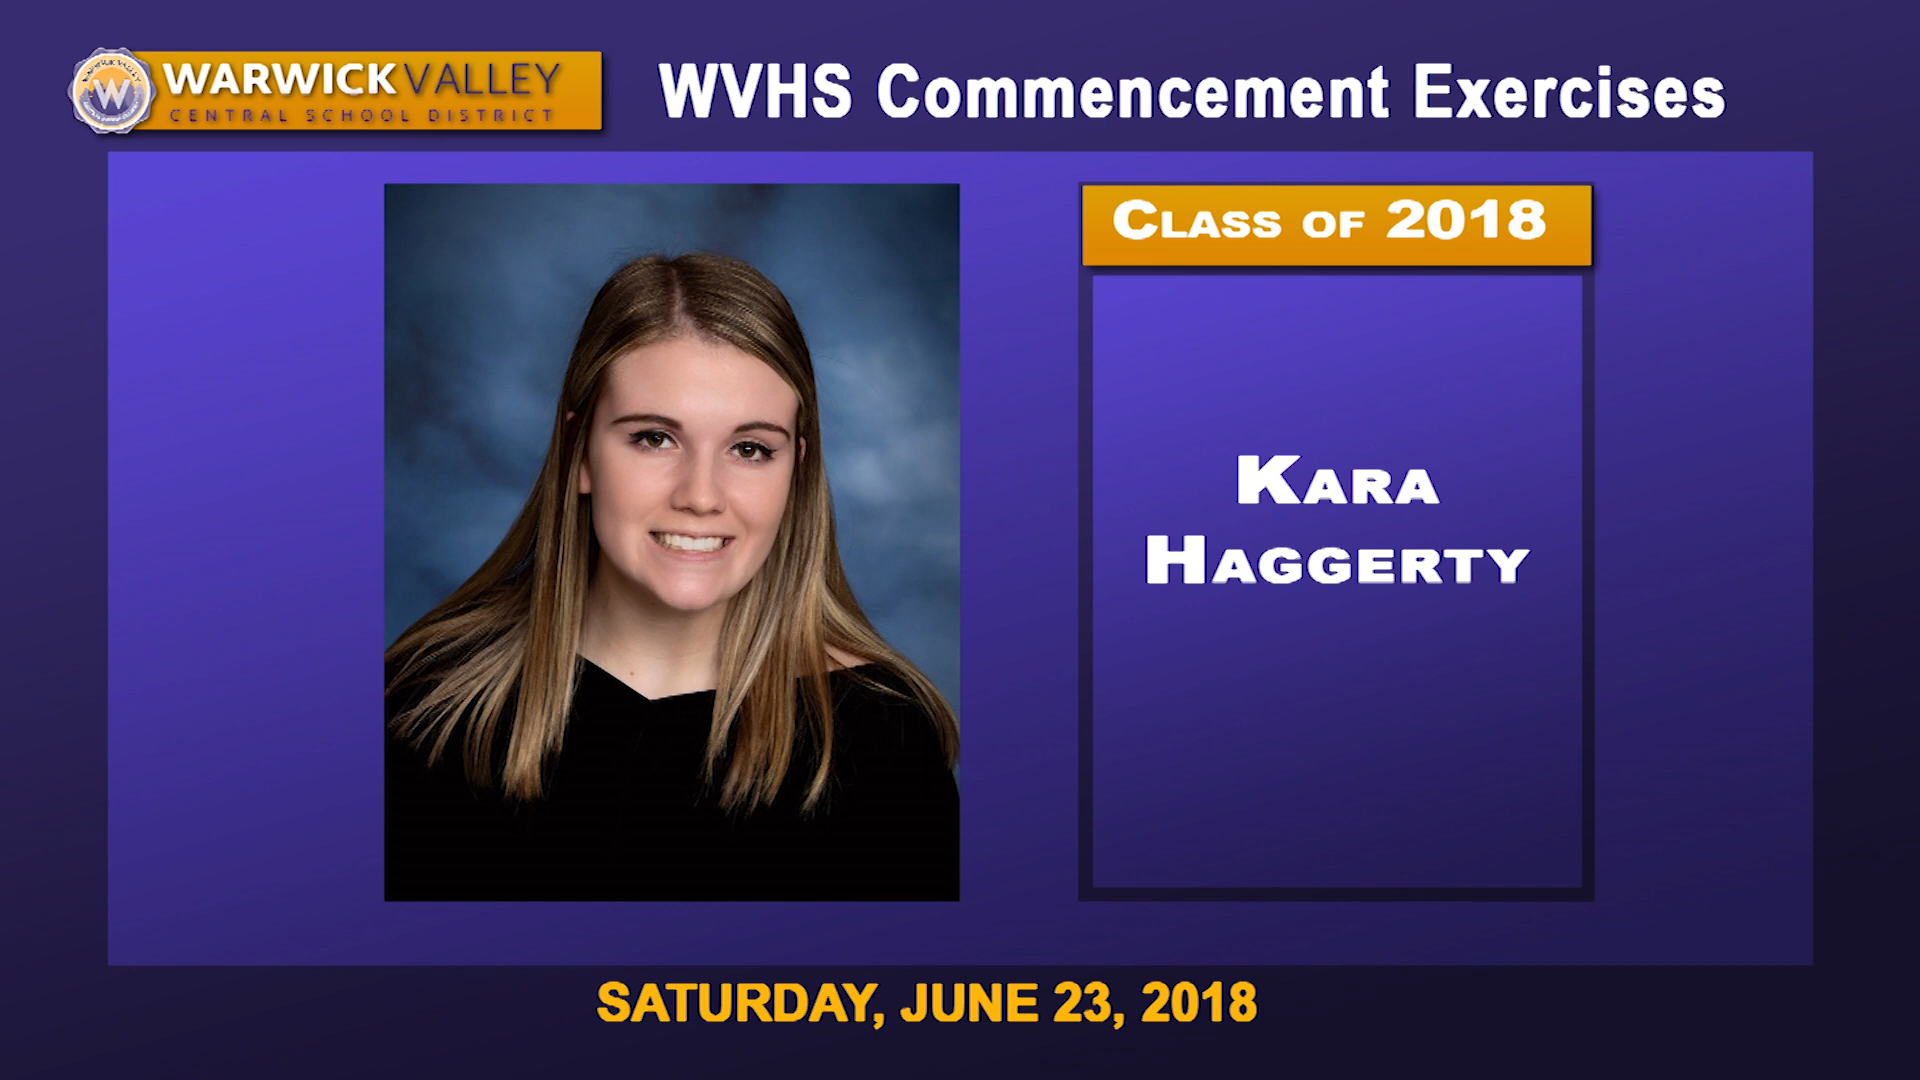 WARWICK VALLEY
CENTRAL SCHOOL DISTRICT
W
WVHS Commencement Exercises
CLASS OF 2018
KARA
HAGGERTY
SATURDAY, JUNE 23, 2018